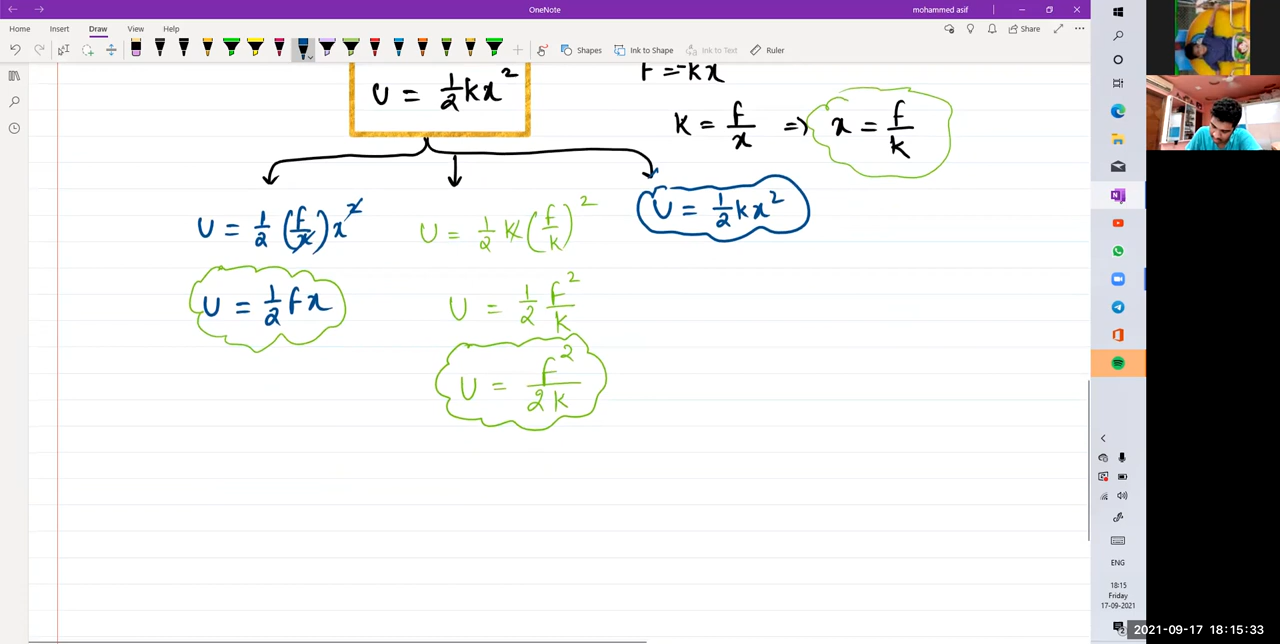 OneNote
mohammed asif
Home Insert Draw View Help
Share
Shapes Ink to Shape Ink to Text Ruler
U = 1/2 kx²
F = -kx
k = F/x => x = F/k
U = 1/2 (F/x) x²
U = 1/2 k (F/k)²
U = 1/2 kx²
U = 1/2 Fx
U = 1/2 F²/k
U = F²/2k
ENG
18:15
Friday
17-09-2021
2
2021-09-17 18:15:33